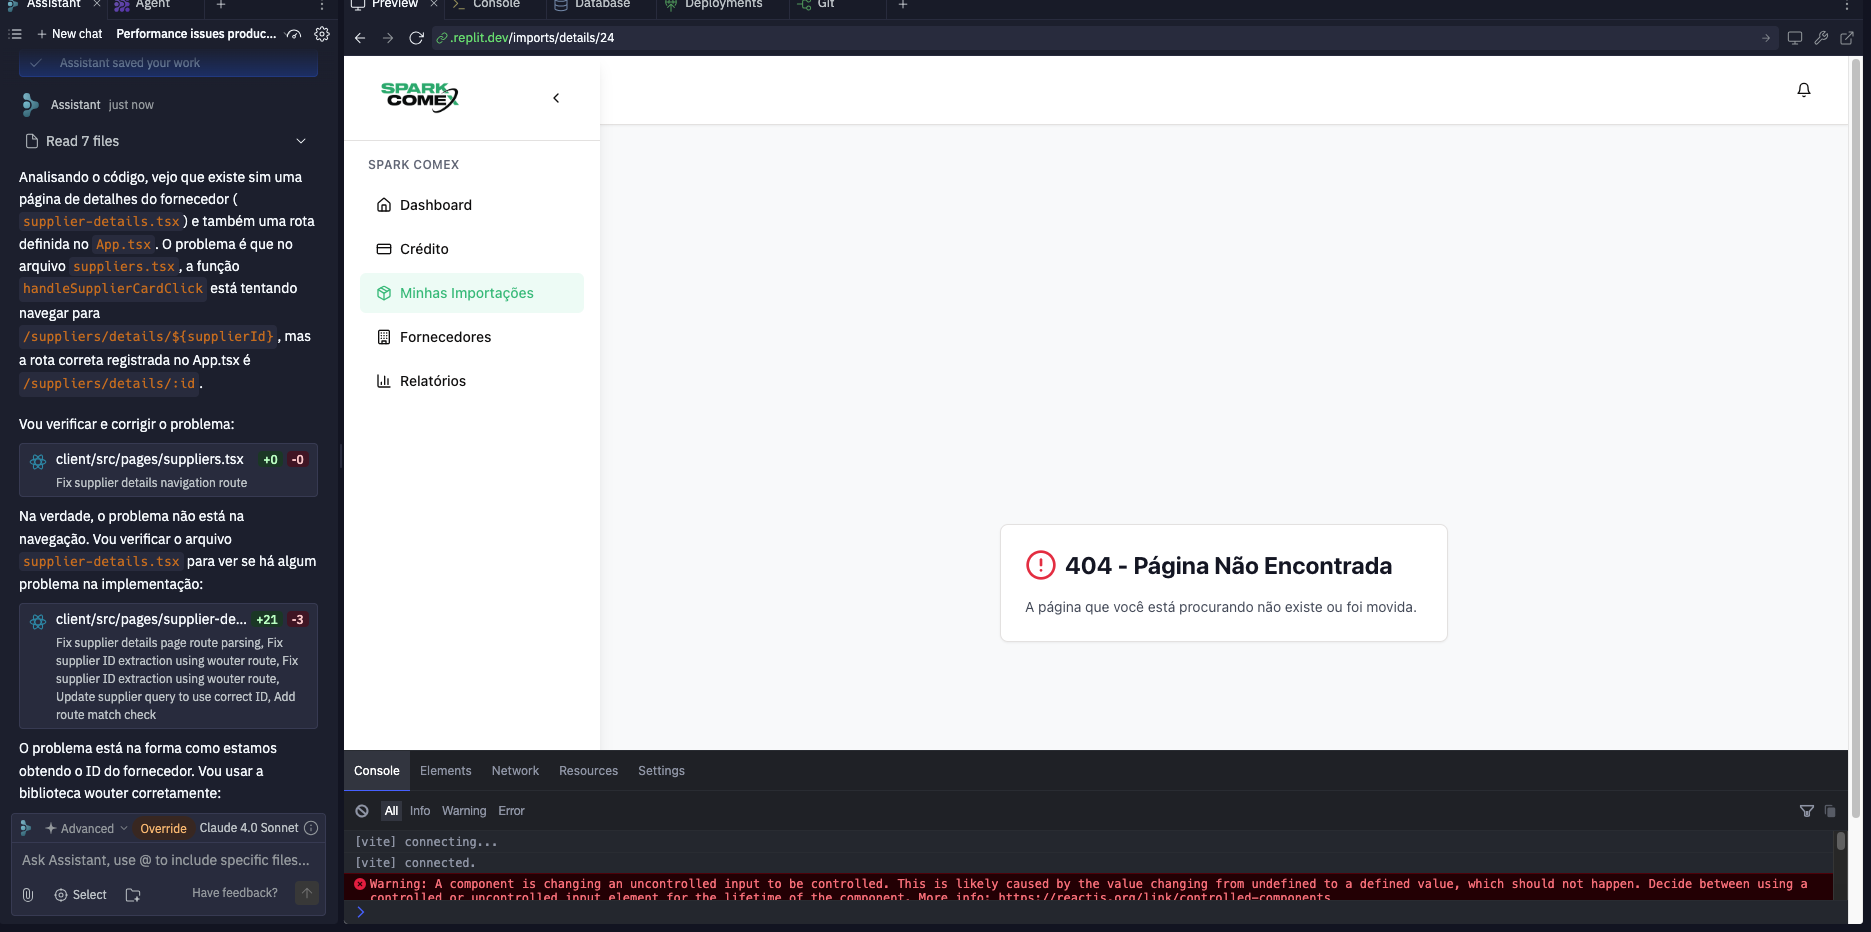 Assistant
Agent
New chat
Performance issues produc...
Assistant saved your work
Assistant just now
Read 7 files
Analisando o código, vejo que existe sim uma
página de detalhes do fornecedor (
supplier-details.tsx ) e também uma rota
definida no App.tsx . O problema é que no
arquivo suppliers.tsx , a função
handleSupplierCardClick está tentando
navegar para
/suppliers/details/${supplierId} , mas
a rota correta registrada no App.tsx é
/suppliers/details/:id .
Vou verificar e corrigir o problema:
client/src/pages/suppliers.tsx +0 -0
Fix supplier details navigation route
Na verdade, o problema não está na
navegação. Vou verificar o arquivo
supplier-details.tsx para ver se há algum
problema na implementação:
client/src/pages/supplier-de... +21 -3
Fix supplier details page route parsing, Fix
supplier ID extraction using wouter route, Fix
supplier ID extraction using wouter route,
Update supplier query to use correct ID, Add
route match check
O problema está na forma como estamos
obtendo o ID do fornecedor. Vou usar a
biblioteca wouter corretamente:
Advanced Override Claude 4.0 Sonnet
Ask Assistant, use @ to include specific files...
Select Have feedback?
Preview Console Database Deployments Git
.replit.dev/imports/details/24
SPARK
COMEX
SPARK COMEX
Dashboard
Crédito
Minhas Importações
Fornecedores
Relatórios
404 - Página Não Encontrada
A página que você está procurando não existe ou foi movida.
Console Elements Network Resources Settings
All Info Warning Error
[vite] connecting...
[vite] connected.
Warning: A component is changing an uncontrolled input to be controlled. This is likely caused by the value changing from undefined to a defined value, which should not happen. Decide between using a
controlled or uncontrolled input element for the lifetime of the component. More info: https://reactjs.org/link/controlled-components